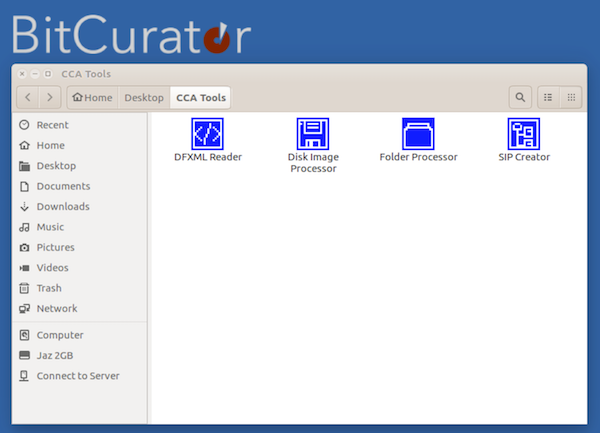 BitCurator
CCA Tools
Home Desktop CCA Tools
Recent
Home
Desktop
Documents
Downloads
Music
Pictures
Videos
Trash
Network
Computer
Jaz 2GB
Connect to Server
DFXML Reader
Disk Image
Processor
Folder Processor
SIP Creator